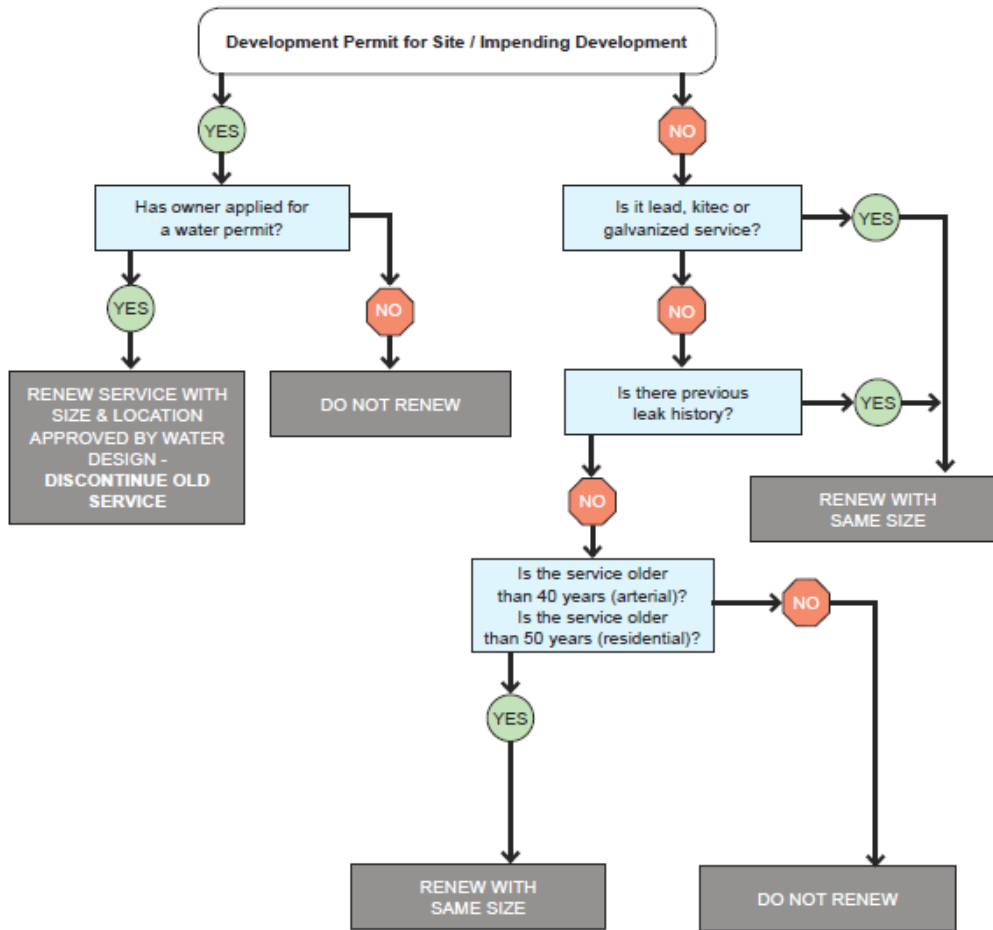 Development Permit for Site / Impending Development
YES
NO
Has owner applied for
a water permit?
Is it lead, kitec or
galvanized service?
YES
YES
NO
NO
RENEW SERVICE WITH
SIZE & LOCATION
APPROVED BY WATER
DESIGN -
DISCONTINUE OLD
SERVICE
DO NOT RENEW
Is there previous
leak history?
YES
NO
RENEW WITH
SAME SIZE
Is the service older
than 40 years (arterial)?
Is the service older
than 50 years (residential)?
NO
YES
RENEW WITH
SAME SIZE
DO NOT RENEW